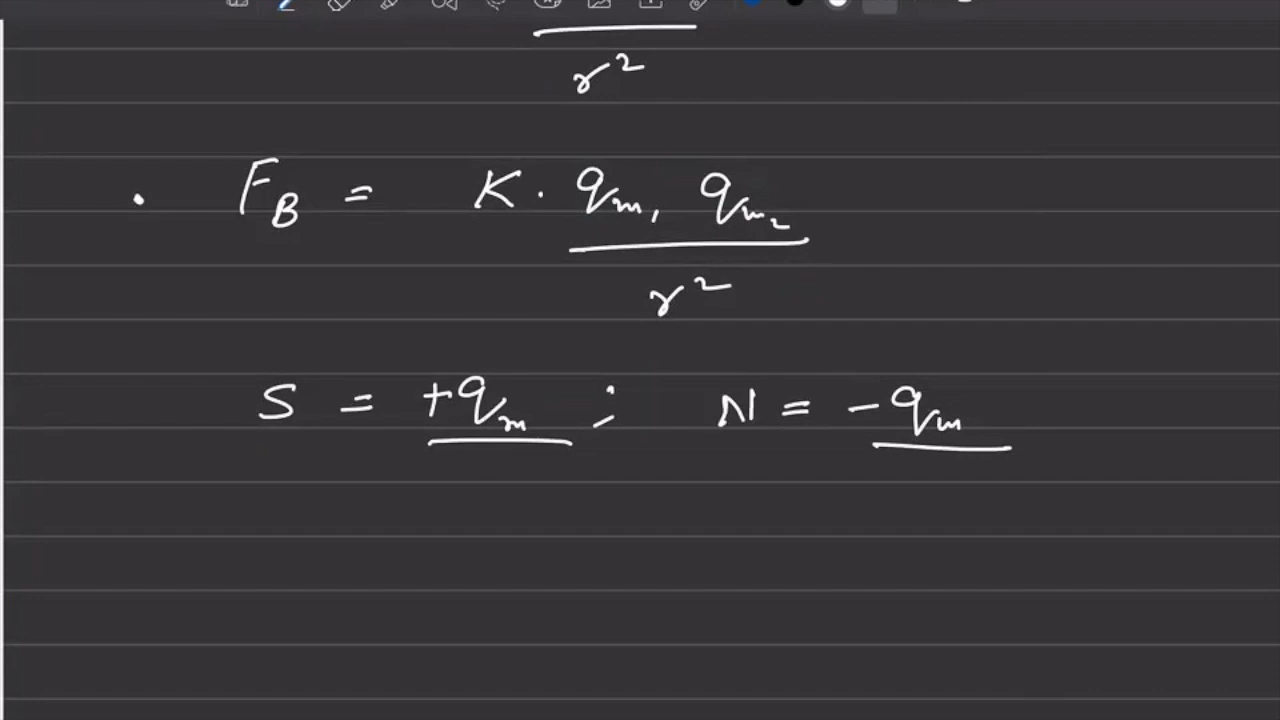 r²
. F_B = K . q_m₁ q_m₂
r²
S = +q_m ; N = -q_m